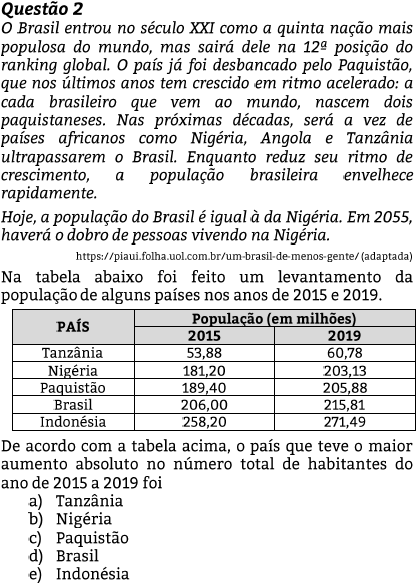 Questão 2
O Brasil entrou no século XXI como a quinta nação mais
populosa do mundo, mas sairá dele na 12ª posição do
ranking global. O país já foi desbancado pelo Paquistão,
que nos últimos anos tem crescido em ritmo acelerado: a
cada brasileiro que vem ao mundo, nascem dois
paquistaneses. Nas próximas décadas, será a vez de
países africanos como Nigéria, Angola e Tanzânia
ultrapassarem o Brasil. Enquanto reduz seu ritmo de
crescimento, a população brasileira envelhece
rapidamente.
Hoje, a população do Brasil é igual à da Nigéria. Em 2055,
haverá o dobro de pessoas vivendo na Nigéria.
https://piaui.folha.uol.com.br/um-brasil-de-menos-gente/ (adaptada)
Na tabela abaixo foi feito um levantamento da
população de alguns países nos anos de 2015 e 2019.
PAÍS População (em milhões)
2015 2019
Tanzânia 53,88 60,78
Nigéria 181,20 203,13
Paquistão 189,40 205,88
Brasil 206,00 215,81
Indonésia 258,20 271,49
De acordo com a tabela acima, o país que teve o maior
aumento absoluto no número total de habitantes do
ano de 2015 a 2019 foi
a) Tanzânia
b) Nigéria
c) Paquistão
d) Brasil
e) Indonésia